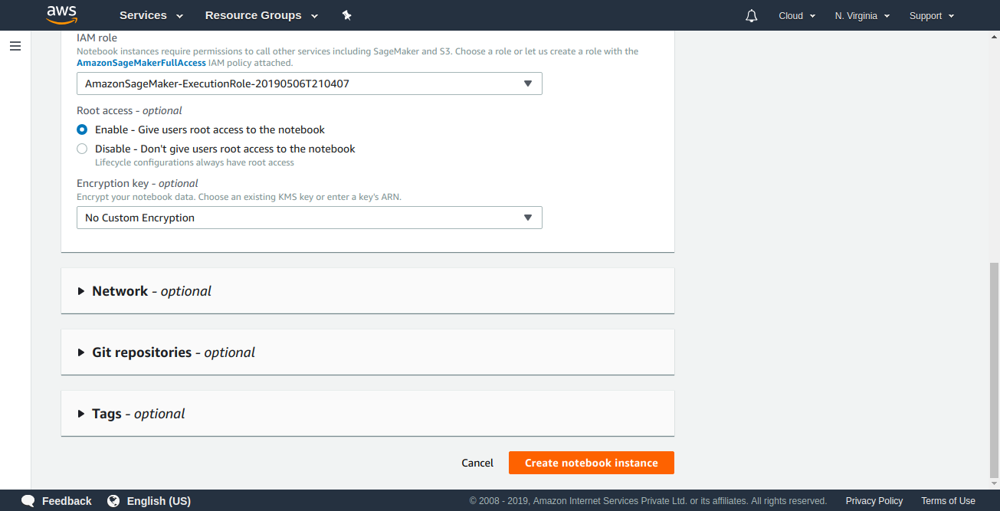 aws Services Resource Groups Cloud N. Virginia Support
IAM role
Notebook instances require permissions to call other services including SageMaker and S3. Choose a role or let us create a role with the
AmazonSageMakerFullAccess IAM policy attached.
AmazonSageMaker-ExecutionRole-20190506T210407
Root access - optional
Enable - Give users root access to the notebook
Disable - Don't give users root access to the notebook
Lifecycle configurations always have root access
Encryption key - optional
Encrypt your notebook data. Choose an existing KMS key or enter a key's ARN.
No Custom Encryption
Network - optional
Git repositories - optional
Tags - optional
Cancel Create notebook instance
Feedback English (US) © 2008 - 2019, Amazon Internet Services Private Ltd. or its affiliates. All rights reserved. Privacy Policy Terms of Use